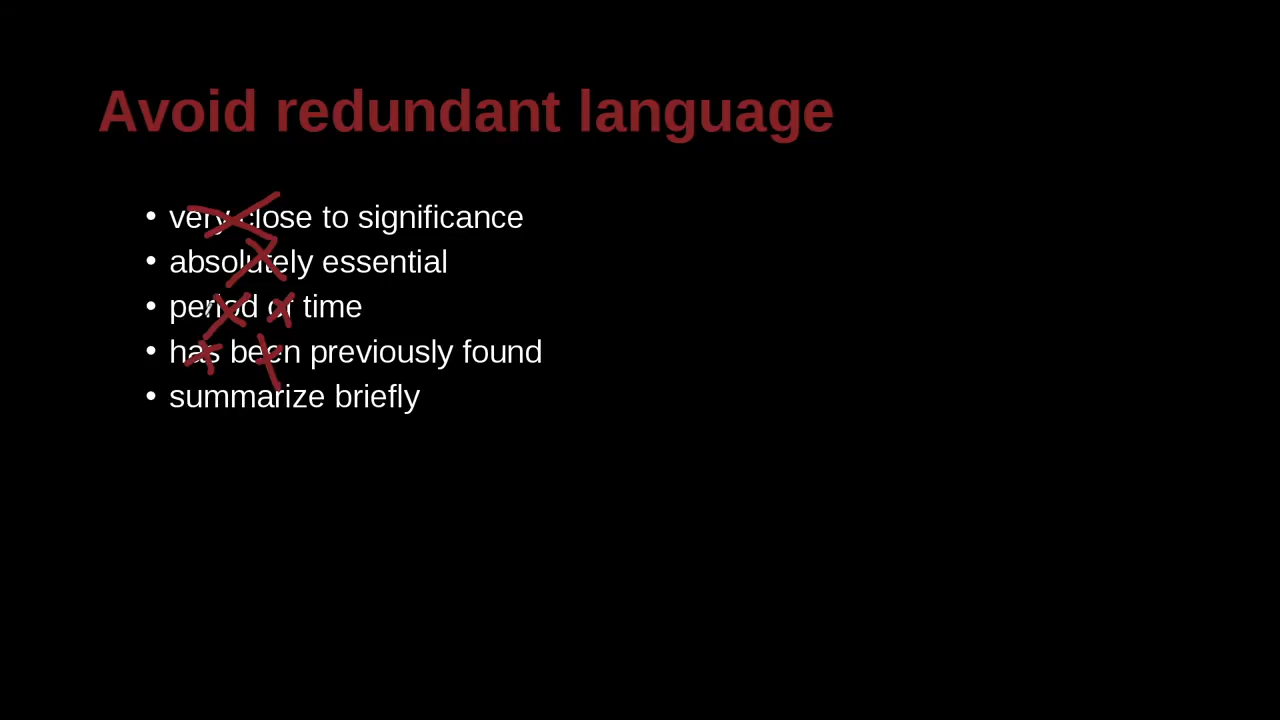 Avoid redundant language
• very close to significance
• absolutely essential
• period of time
• has been previously found
• summarize briefly